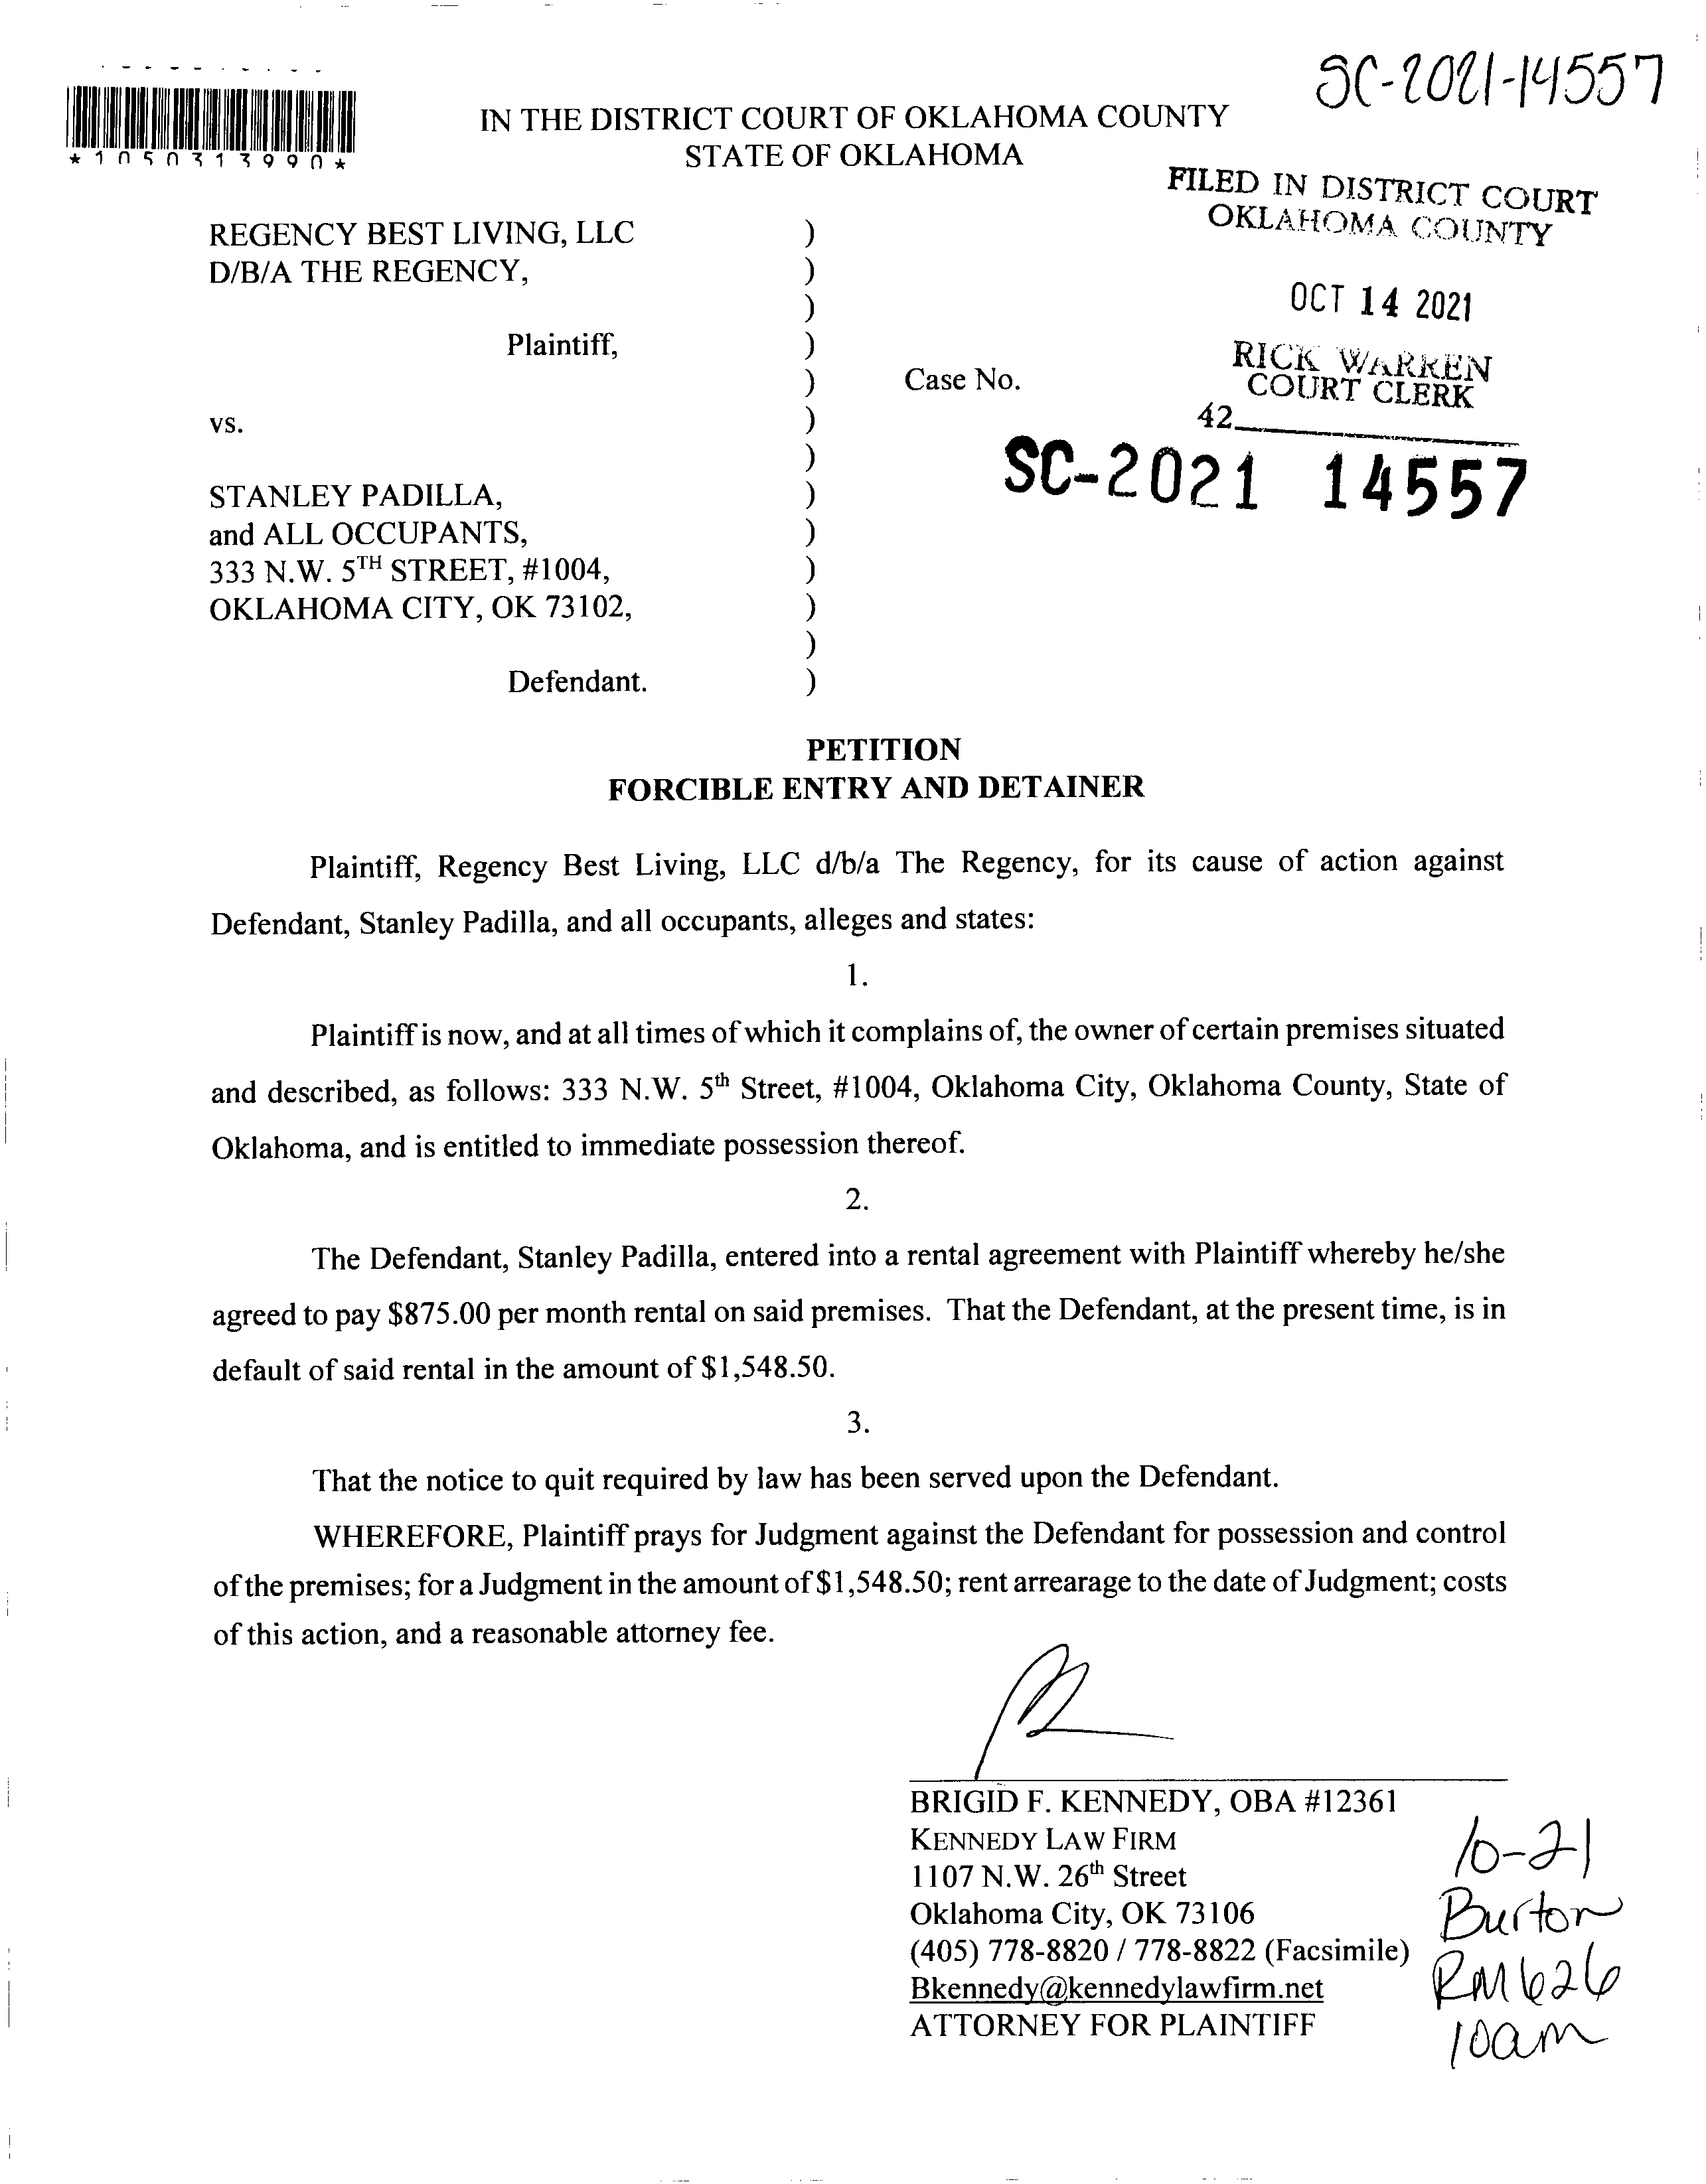 SC-2021-14557
*1050313990*
IN THE DISTRICT COURT OF OKLAHOMA COUNTY
STATE OF OKLAHOMA
FILED IN DISTRICT COURT
OKLAHOMA COUNTY
OCT 14 2021
RICK WARREN
COURT CLERK
42
REGENCY BEST LIVING, LLC )
D/B/A THE REGENCY, )
)
Plaintiff, )
) Case No.
vs. )
) SC-2021 14557
STANLEY PADILLA, )
and ALL OCCUPANTS, )
333 N.W. 5TH STREET, #1004, )
OKLAHOMA CITY, OK 73102, )
)
Defendant. )
PETITION
FORCIBLE ENTRY AND DETAINER
Plaintiff, Regency Best Living, LLC d/b/a The Regency, for its cause of action against
Defendant, Stanley Padilla, and all occupants, alleges and states:
1.
Plaintiff is now, and at all times of which it complains of, the owner of certain premises situated
and described, as follows: 333 N.W. 5th Street, #1004, Oklahoma City, Oklahoma County, State of
Oklahoma, and is entitled to immediate possession thereof.
2.
The Defendant, Stanley Padilla, entered into a rental agreement with Plaintiff whereby he/she
agreed to pay $875.00 per month rental on said premises. That the Defendant, at the present time, is in
default of said rental in the amount of $1,548.50.
3.
That the notice to quit required by law has been served upon the Defendant.
WHEREFORE, Plaintiff prays for Judgment against the Defendant for possession and control
of the premises; for a Judgment in the amount of $1,548.50; rent arrearage to the date of Judgment; costs
of this action, and a reasonable attorney fee.
BRIGID F. KENNEDY, OBA #12361
KENNEDY LAW FIRM
1107 N.W. 26th Street
Oklahoma City, OK 73106
(405) 778-8820 / 778-8822 (Facsimile)
Bkennedy@kennedylawfirm.net
ATTORNEY FOR PLAINTIFF
10-21
Burton
RM 626
10am